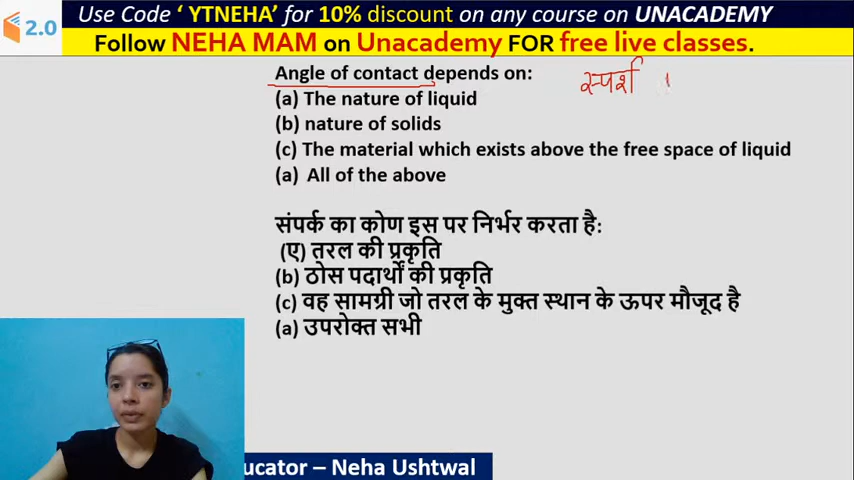 Use Code ‘ YTNEHA’ for 10% discount on any course on UNACADEMY
2.0
Follow NEHA MAM on Unacademy FOR free live classes.
Angle of contact depends on:
स्पर्श
(a) The nature of liquid
(b) nature of solids
(c) The material which exists above the free space of liquid
(a) All of the above
संपर्क का कोण इस पर निर्भर करता है:
(ए) तरल की प्रकृति
(b) ठोस पदार्थों की प्रकृति
(c) वह सामग्री जो तरल के मुक्त स्थान के ऊपर मौजूद है
(a) उपरोक्त सभी
ucator – Neha Ushtwal